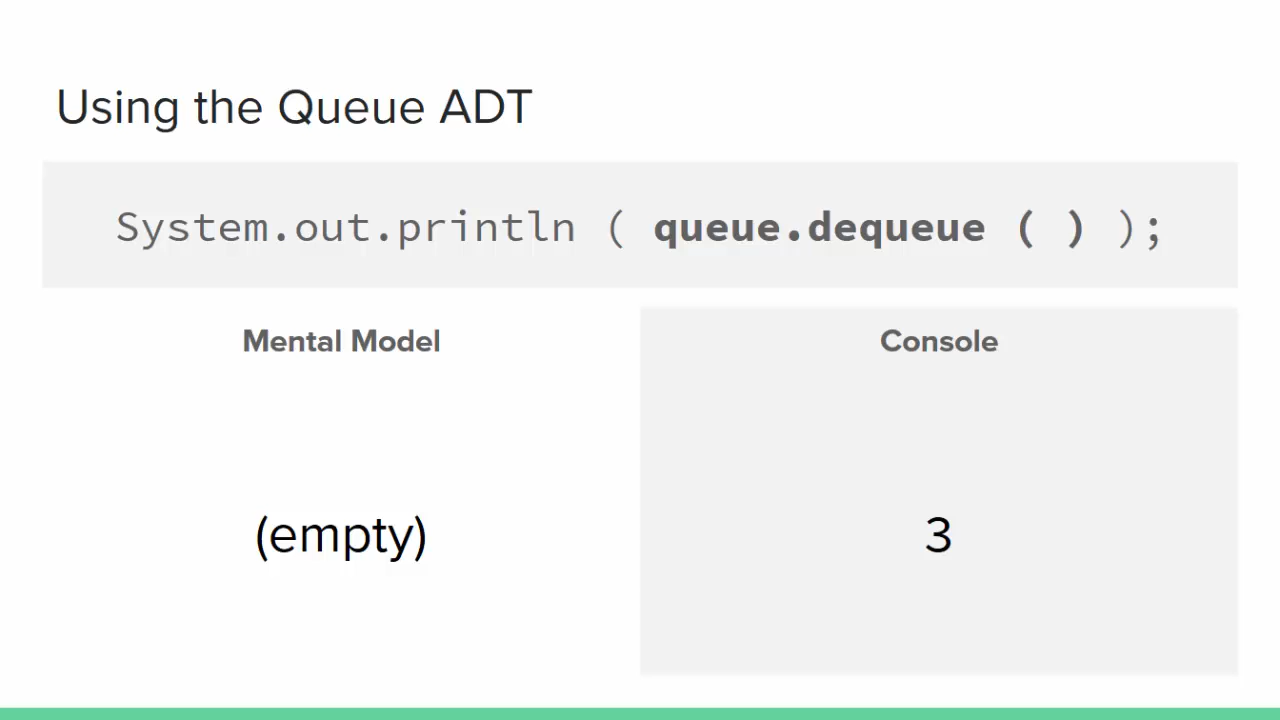 Using the Queue ADT
System.out.println ( queue.dequeue ( ) );
Mental Model
Console
(empty)
3